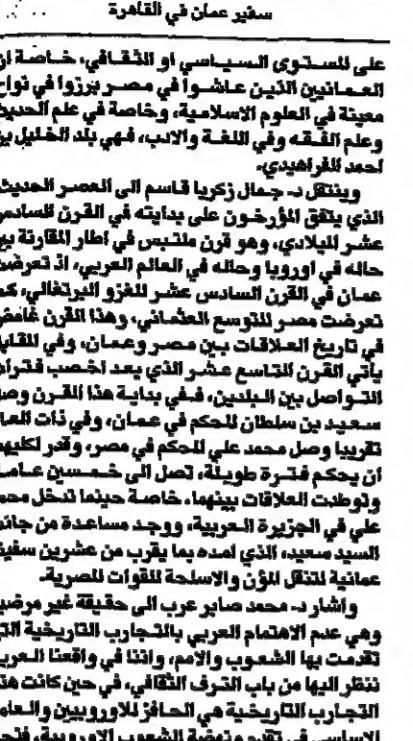 سفير عمان في القاهرة
على المستوى السياسي او الثقافي، خاصة ان
العمانيين الذين عاشوا في مصر برزوا في نواح
معينة في العلوم الاسلامية، وخاصة في علم الحديث
وعلم الفقه وفي اللغة والادب، فهي بلد الخليل بن
احمد الفراهيدي.
وينتقل د. جمال زكريا قاسم الى العصر الحديث
الذي يتفق المؤرخون على بدايته في القرن السادس
عشر الميلادي، وهو قرن ملتبس في اطار المقارنة بين
حاله في اوروبا وحاله في العالم العربي، اذ تعرضت
عمان في القرن السادس عشر للغزو البرتغالي، كما
تعرضت مصر للتوسع العثماني، وهذا القرن غامض
في تاريخ العلاقات بين مصر وعمان، وفي المقابل
يأتي القرن التاسع عشر الذي يعد اخصب فترات
التواصل بين البلدين، ففي بداية هذا القرن وصل
سعيد بن سلطان للحكم في عمان، وفي ذات العام
تقريبا وصل محمد علي للحكم في مصر، وقدر لكليهما
أن يحكم فترة طويلة، تصل الى خمسين عاما،
وتوطدت العلاقات بينهما، خاصة حينما تدخل محمد
علي في الجزيرة العربية، ووجد مساعدة من جانب
السيد سعيد، الذي امده بما يقرب من عشرين سفينة
عمانية لتنقل المؤن والاسلحة للقوات المصرية.
وأشار د. محمد صابر عرب الى حقيقة غير مرضية
وهي عدم الاهتمام العربي بالتجارب التاريخية التي
تقدمت بها الشعوب والامم، واننا في واقعنا العربي
ننظر اليها من باب الترف الثقافي، في حين كانت هذه
التجارب التاريخية هي الحافز للاوروبيين والعامل
الاساسي في تقدم ونهضة الشعوب الاوروبية، فتجد